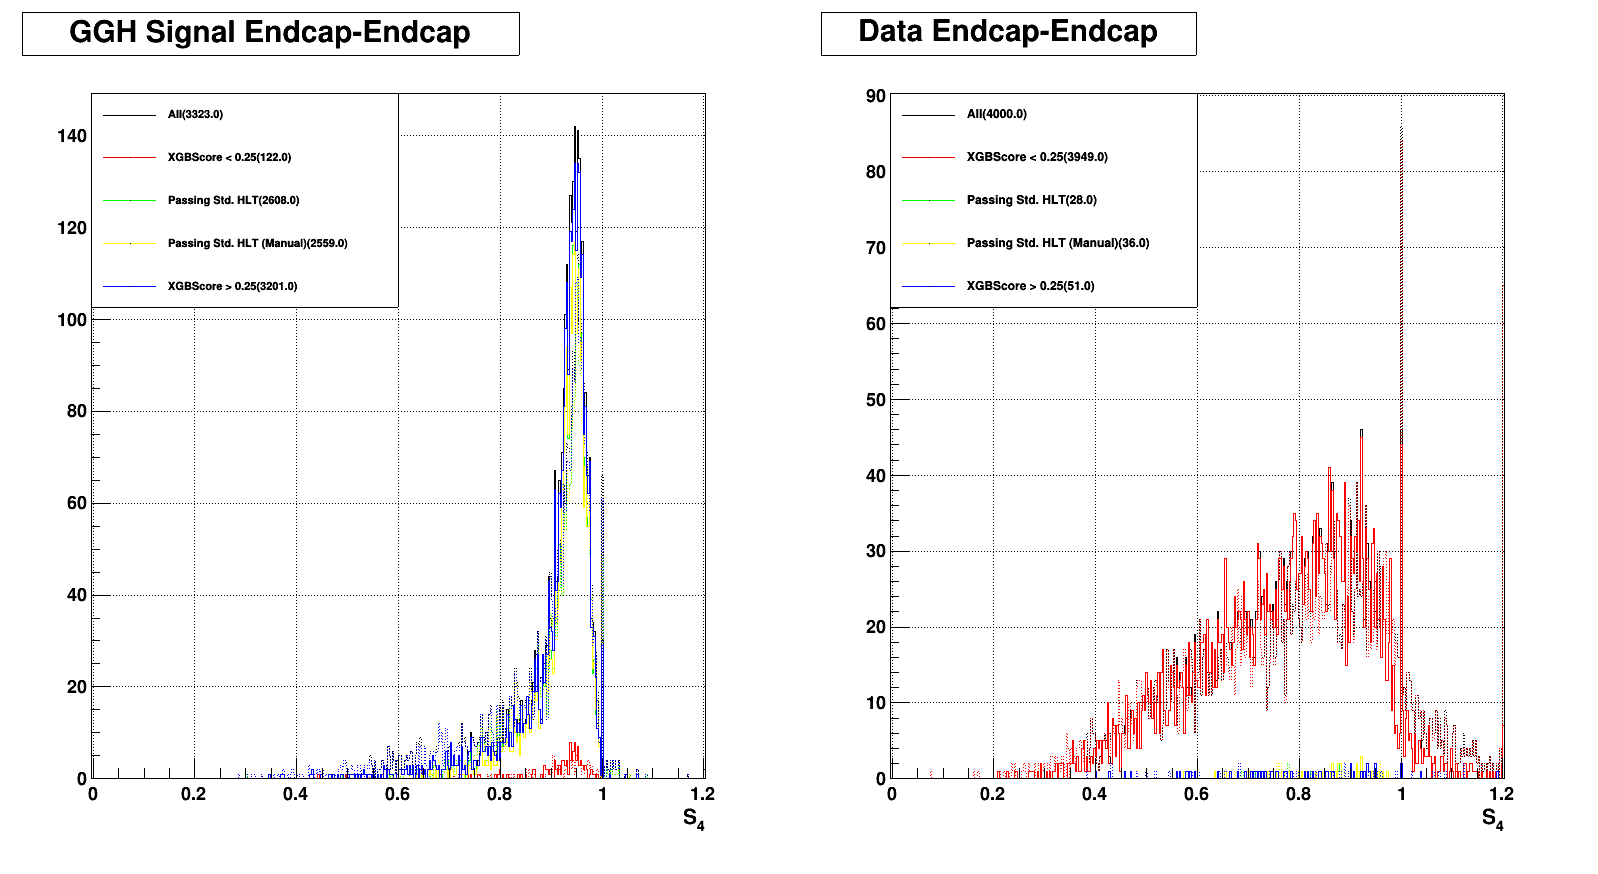 GGH Signal Endcap-Endcap
All(3323.0)
XGBScore < 0.25(122.0)
Passing Std. HLT(2608.0)
Passing Std. HLT (Manual)(2559.0)
XGBScore > 0.25(3201.0)
140
120
100
80
60
40
20
0
0 0.2 0.4 0.6 0.8 1 1.2
S4
Data Endcap-Endcap
All(4000.0)
XGBScore < 0.25(3949.0)
Passing Std. HLT(28.0)
Passing Std. HLT (Manual)(36.0)
XGBScore > 0.25(51.0)
90
80
70
60
50
40
30
20
10
0
0 0.2 0.4 0.6 0.8 1 1.2
S4